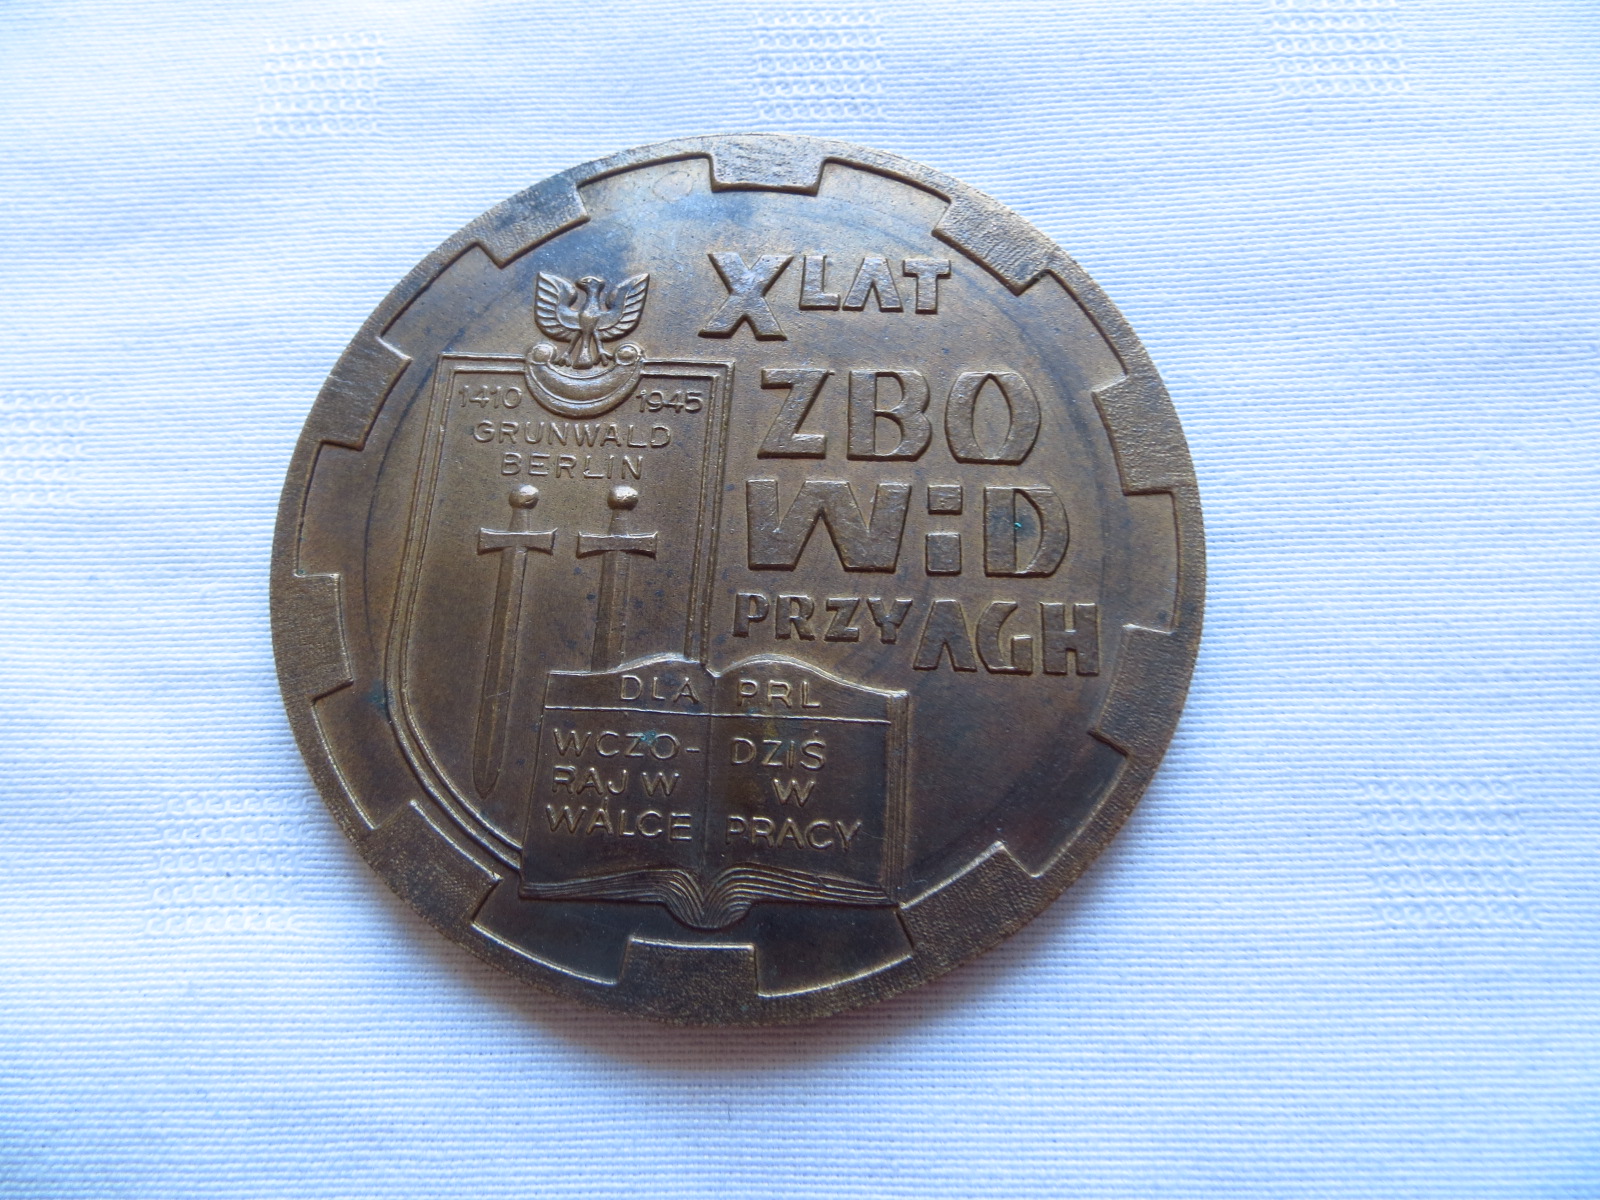 X LAT
ZBO
WiD
PRZY AGH
1410 1945
GRUNWALD
BERLIN
DLA PRL
WCZO-
RAJ W
WALCE
DZIŚ
W
PRACY